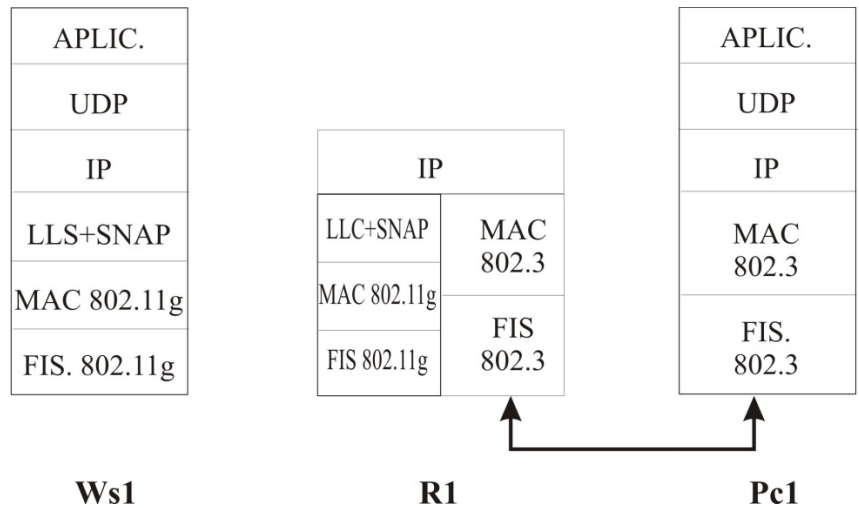 APLIC.
UDP
IP
LLS+SNAP
MAC 802.11g
FIS. 802.11g
Ws1
IP
LLC+SNAP
MAC 802.11g
FIS 802.11g
MAC
802.3
FIS
802.3
R1
APLIC.
UDP
IP
MAC
802.3
FIS.
802.3
Pc1